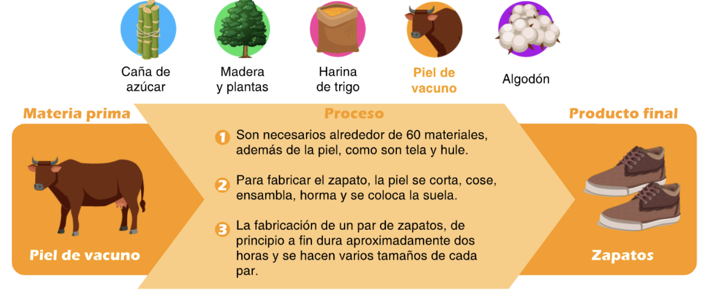 Caña de
azúcar
Madera
y plantas
Harina
de trigo
Piel de
vacuno
Algodón
Materia prima
Proceso
Producto final
1 Son necesarios alrededor de 60 materiales,
además de la piel, como son tela y hule.
2 Para fabricar el zapato, la piel se corta, cose,
ensambla, horma y se coloca la suela.
3 La fabricación de un par de zapatos, de
principio a fin dura aproximadamente dos
horas y se hacen varios tamaños de cada
par.
Piel de vacuno
Zapatos